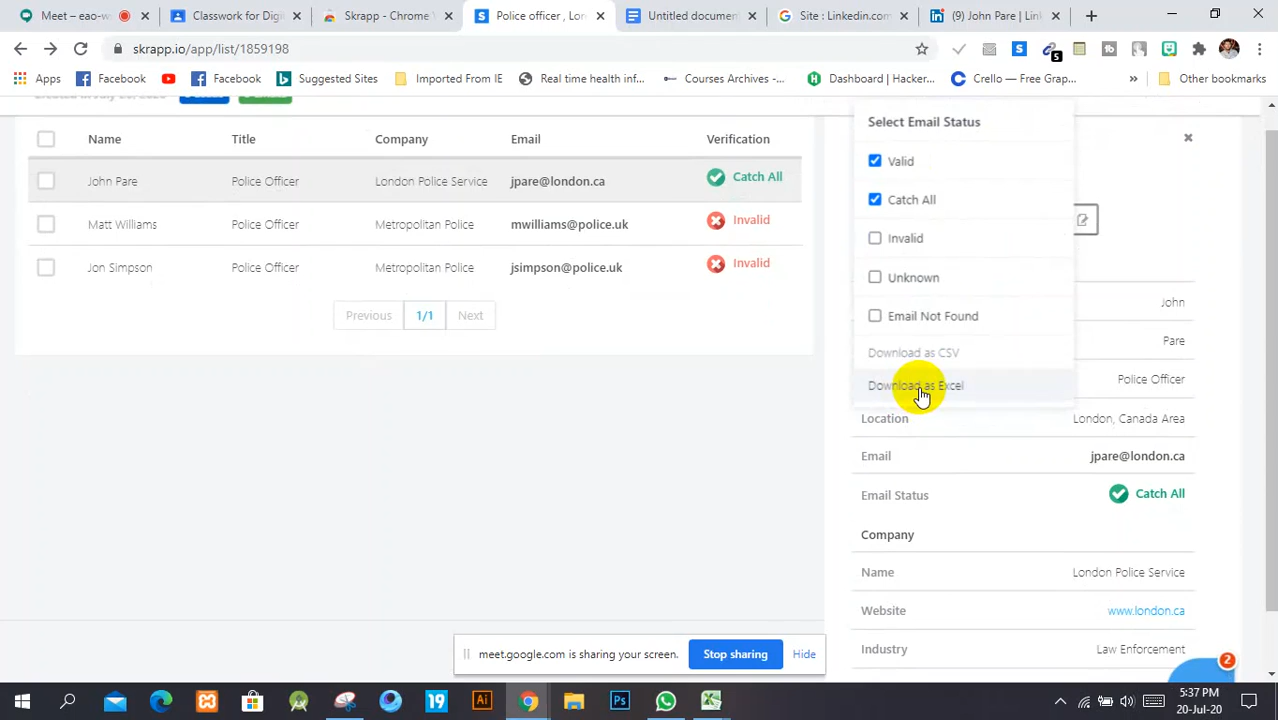 Meet – eao-w
Classwork for Digi
Skrapp - Chrome
Police officer , Lon
Untitled document
Site : Linkedin.com
(9) John Pare | Link
skrapp.io/app/list/1859198
5
Apps
Facebook
Facebook
Suggested Sites
Imported From IE
Real time health inf...
Courses Archives -...
Dashboard | Hacker...
Crello — Free Grap...
Other bookmarks
Name Title Company Email Verification
John Pare Police Officer London Police Service jpare@london.ca Catch All
Matt Williams Police Officer Metropolitan Police mwilliams@police.uk Invalid
Jon Simpson Police Officer Metropolitan Police jsimpson@police.uk Invalid
Previous 1/1 Next
Select Email Status
Valid
Catch All
Invalid
Unknown
Email Not Found
Download as CSV
Download as Excel
John
Pare
Police Officer
Location London, Canada Area
Email jpare@london.ca
Email Status Catch All
Company
Name London Police Service
Website www.london.ca
Industry Law Enforcement
meet.google.com is sharing your screen. Stop sharing Hide
2
19
Ai
Ps
5:37 PM
20-Jul-20